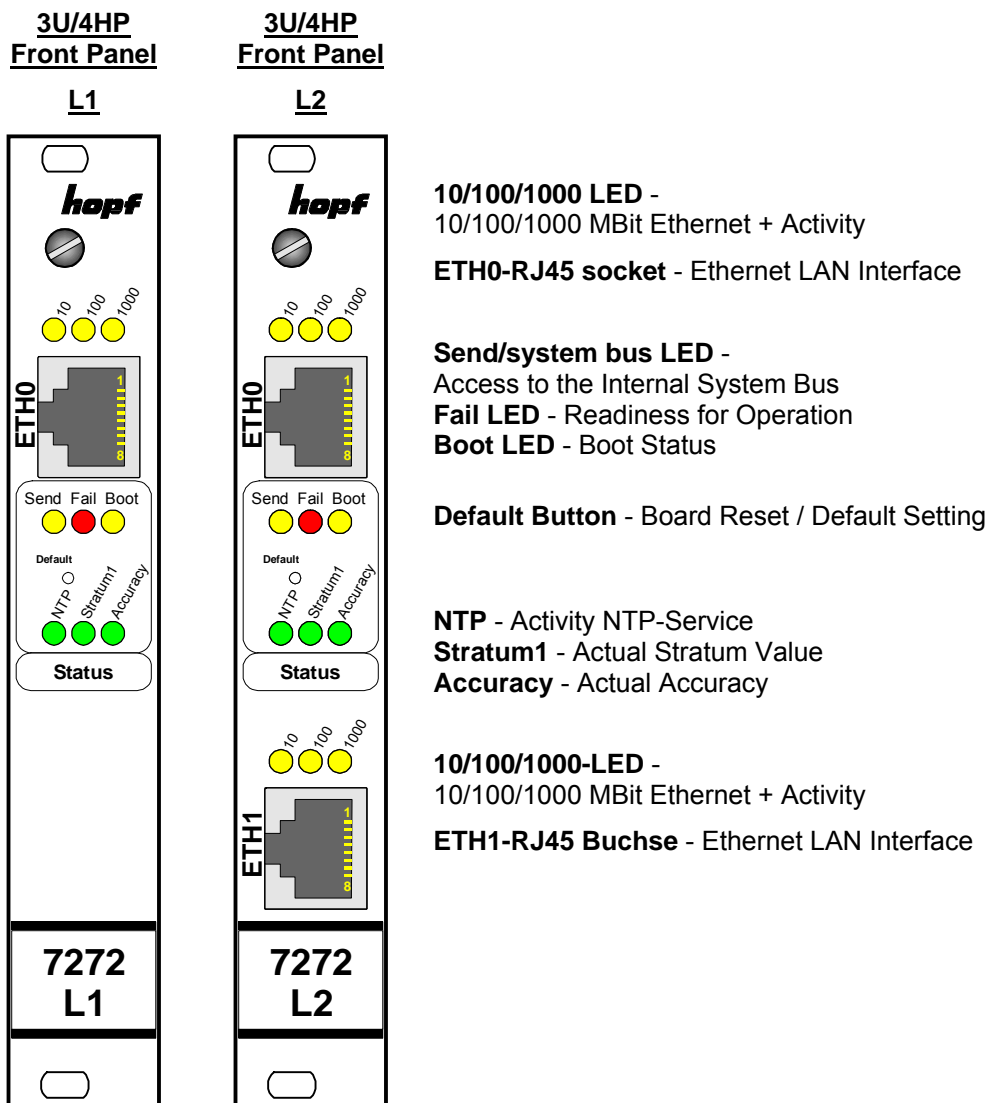 3U/4HP
Front Panel
L1
hopf
10 100 1000
ETH0
1
8
Send Fail Boot
Default
NTP Stratum1 Accuracy
Status
7272
L1
3U/4HP
Front Panel
L2
hopf
10 100 1000
ETH0
1
8
Send Fail Boot
Default
NTP Stratum1 Accuracy
Status
10 100 1000
ETH1
1
8
7272
L2
10/100/1000 LED -
10/100/1000 MBit Ethernet + Activity
ETH0-RJ45 socket - Ethernet LAN Interface
Send/system bus LED -
Access to the Internal System Bus
Fail LED - Readiness for Operation
Boot LED - Boot Status
Default Button - Board Reset / Default Setting
NTP - Activity NTP-Service
Stratum1 - Actual Stratum Value
Accuracy - Actual Accuracy
10/100/1000-LED -
10/100/1000 MBit Ethernet + Activity
ETH1-RJ45 Buchse - Ethernet LAN Interface